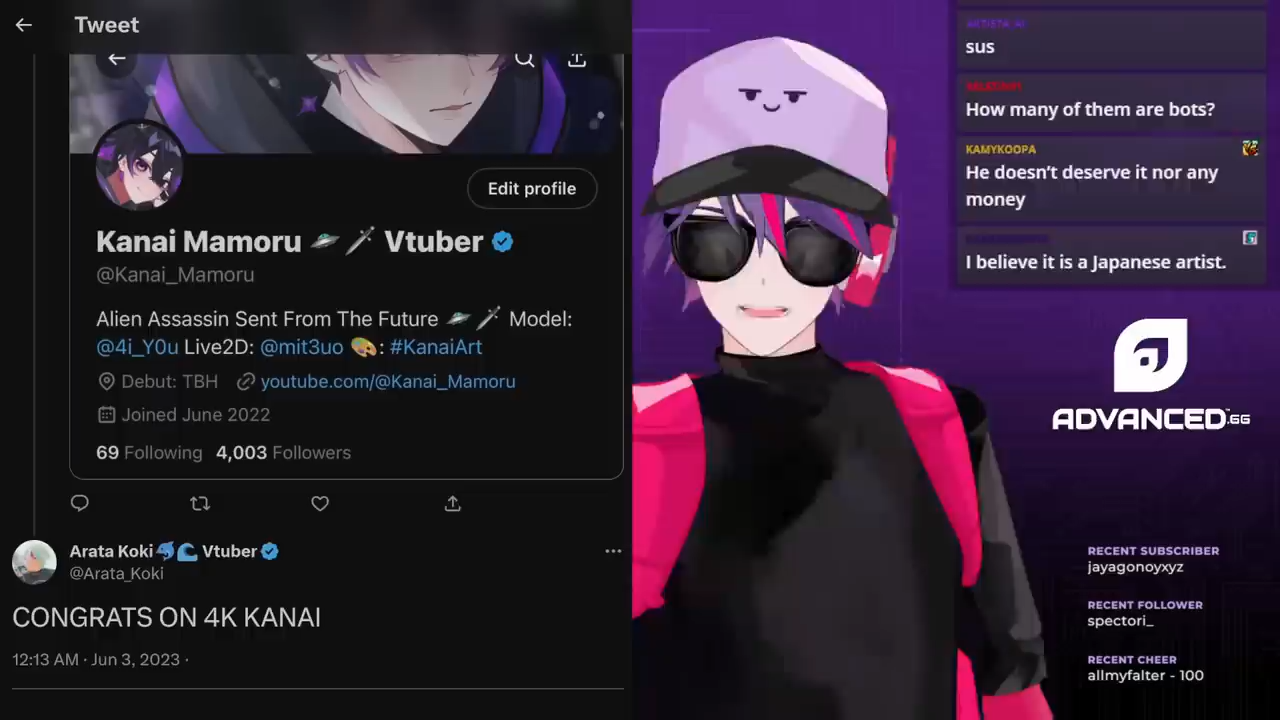 Tweet
Edit profile
Kanai Mamoru 🛸🗡️ Vtuber
@Kanai_Mamoru
Alien Assassin Sent From The Future 🛸🗡️ Model:
@4i_Y0u Live2D: @mit3uo 🎨: #KanaiArt
Debut: TBH youtube.com/@Kanai_Mamoru
Joined June 2022
69 Following 4,003 Followers
Arata Koki🐬🌊 Vtuber
@Arata_Koki
CONGRATS ON 4K KANAI
12:13 AM · Jun 3, 2023 ·
sus
How many of them are bots?
KAMYKOOPA
He doesn't deserve it nor any
money
I believe it is a Japanese artist.
ADVANCED.GG
RECENT SUBSCRIBER
jayagonoyxyz
RECENT FOLLOWER
spectori_
RECENT CHEER
allmyfalter - 100